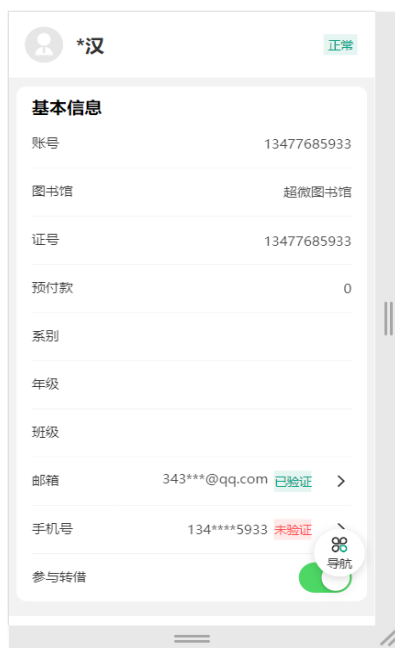 *汉 正常
基本信息
账号 13477685933
图书馆 超微图书馆
证号 13477685933
预付款 0
系别
年级
班级
邮箱 343***@qq.com 已验证
手机号 134****5933 未验证
导航
参与转借